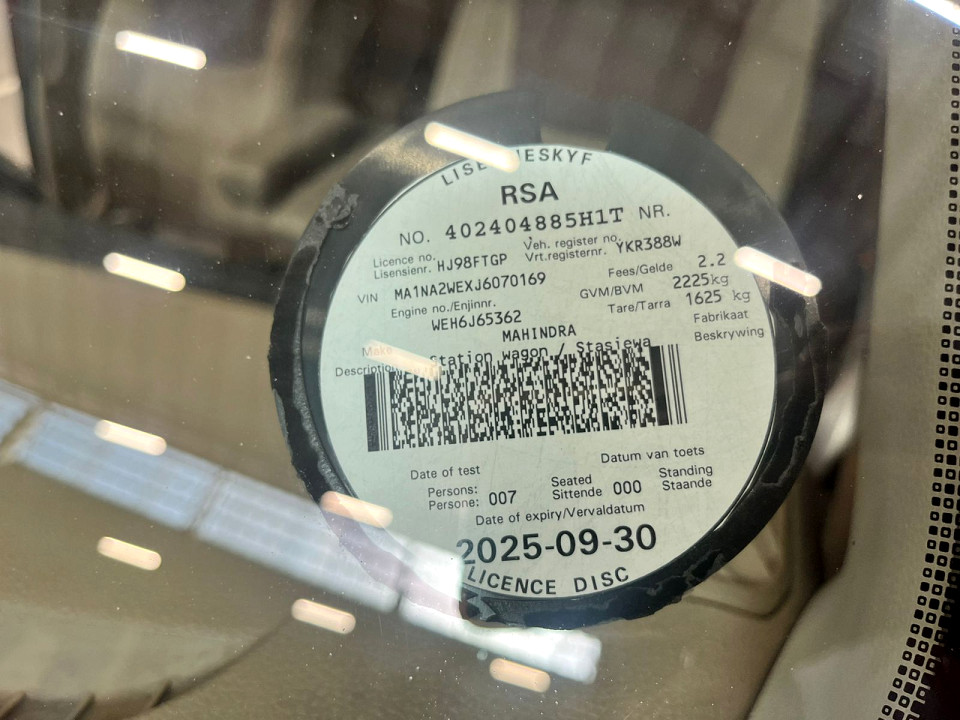 RSA
NO. 402404885H1T NR.
Licence no. Lisensienr. HJ98FTGP Veh. register no. Vrt.registernr. YKR388W
VIN MA1NA2WEXJ6070169 Fees/Gelde 2.2
Engine no./Enjinnr. GVM/BVM 2225kg
WEH6J65362 Tare/Tarra 1625 kg
MAHINDRA Fabrikaat
Make Station wagon / Stasiewa Beskrywing
Description
Date of test Datum van toets
Persons: Persone: 007 Seated Sittende 000 Standing Staande
Date of expiry/Vervaldatum
2025-09-30
LICENCE DISC